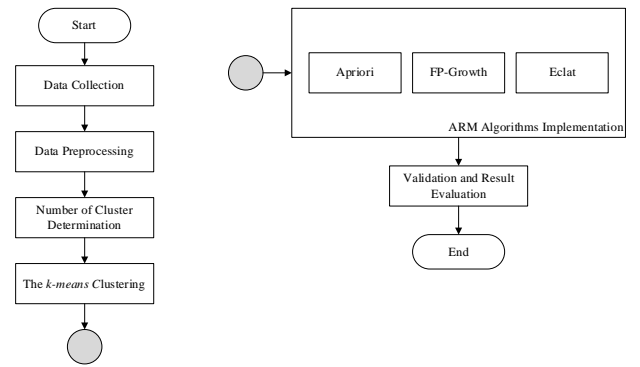 Start
Data Collection
Data Preprocessing
Number of Cluster
Determination
The k-means Clustering
Apriori
FP-Growth
Eclat
ARM Algorithms Implementation
Validation and Result
Evaluation
End